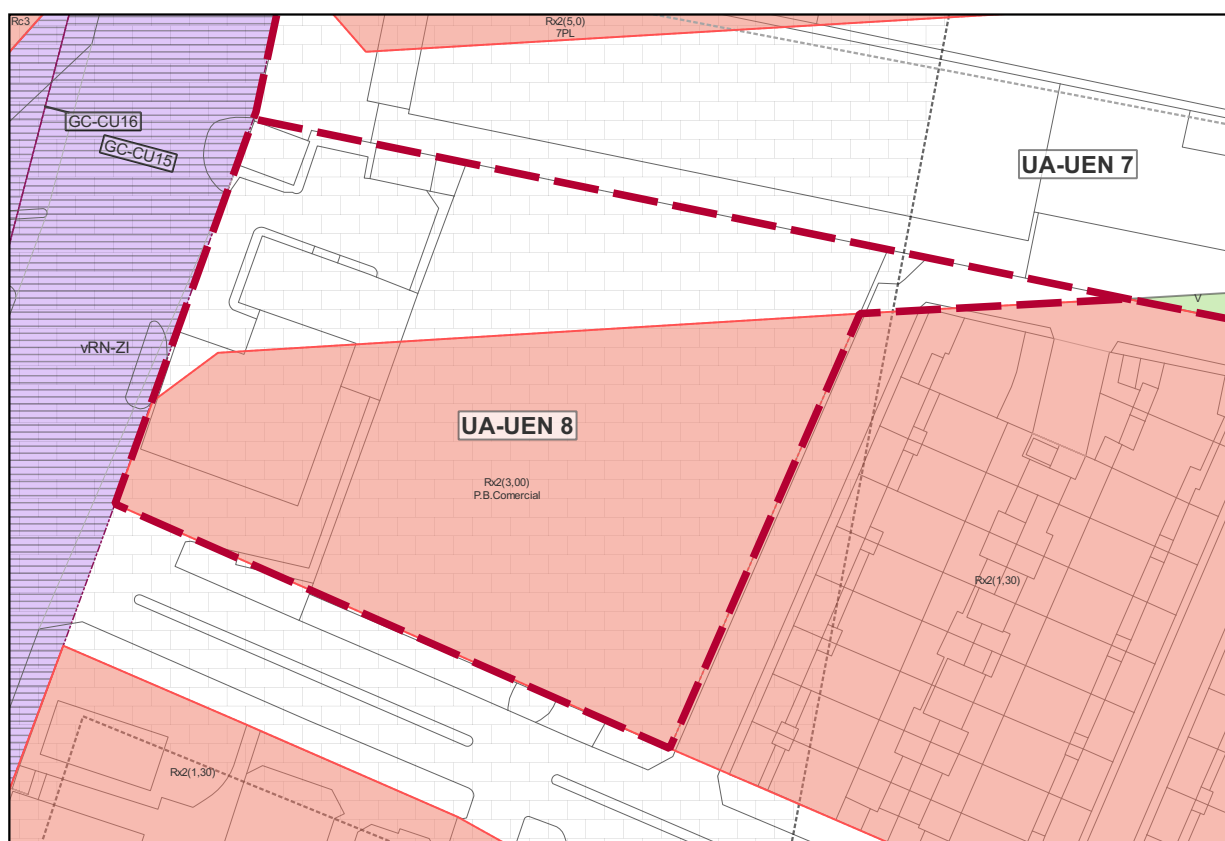 Rc3
Rx2(5,0)
7PL
GC-CU16
GC-CU15
UA-UEN 7
V
vRN-ZI
UA-UEN 8
Rx2(3,00)
P.B.Comercial
Rx2(1,30)
Rx2(1,30)